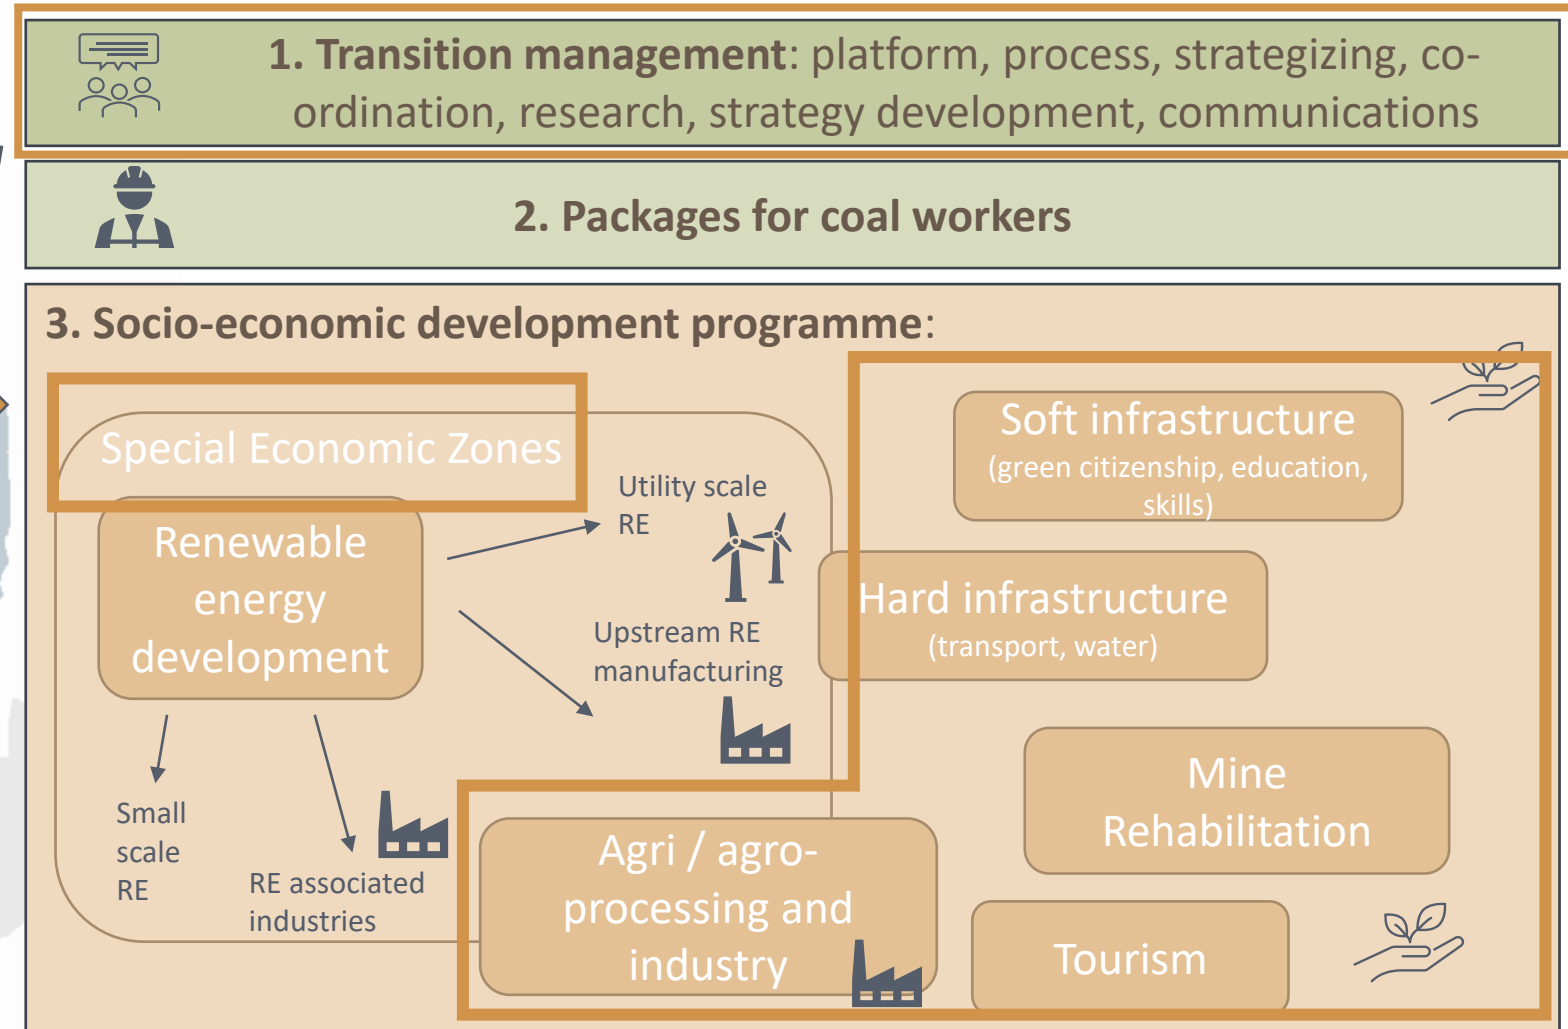 1. Transition management: platform, process, strategizing, co-
ordination, research, strategy development, communications
2. Packages for coal workers
3. Socio-economic development programme:
Special Economic Zones
Renewable
energy
development
Utility scale
RE
Upstream RE
manufacturing
Small
scale
RE
RE associated
industries
Soft infrastructure
(green citizenship, education,
skills)
Hard infrastructure
(transport, water)
Mine
Rehabilitation
Agri / agro-
processing and
industry
Tourism